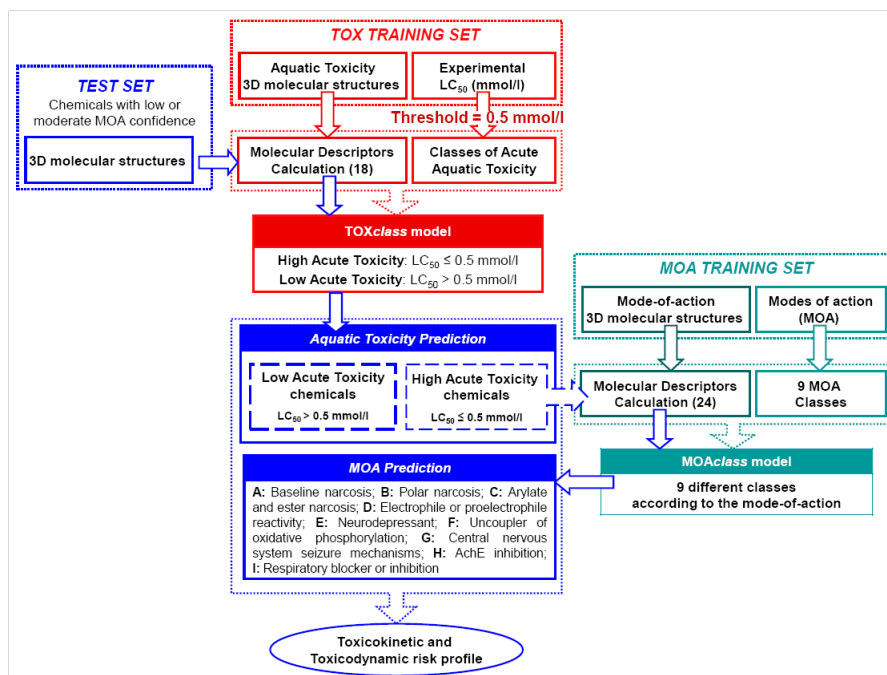 TOX TRAINING SET
Aquatic Toxicity
3D molecular structures
Experimental
LC50 (mmol/l)
Threshold = 0.5 mmol/l
TEST SET
Chemicals with low or
moderate MOA confidence
3D molecular structures
Molecular Descriptors
Calculation (18)
Classes of Acute
Aquatic Toxicity
TOXclass model
High Acute Toxicity: LC50 ≤ 0.5 mmol/l
Low Acute Toxicity: LC50 > 0.5 mmol/l
MOA TRAINING SET
Mode-of-action
3D molecular structures
Modes of action
(MOA)
Aquatic Toxicity Prediction
Low Acute Toxicity
chemicals
LC50 > 0.5 mmol/l
High Acute Toxicity
chemicals
LC50 ≤ 0.5 mmol/l
Molecular Descriptors
Calculation (24)
9 MOA
Classes
MOAclass model
9 different classes
according to the mode-of-action
MOA Prediction
A: Baseline narcosis; B: Polar narcosis; C: Arylate
and ester narcosis; D: Electrophile or proelectrophile
reactivity; E: Neurodepressant; F: Uncoupler of
oxidative phosphorylation; G: Central nervous
system seizure mechanisms; H: AchE inhibition;
I: Respiratory blocker or inhibition
Toxicokinetic and
Toxicodynamic risk profile